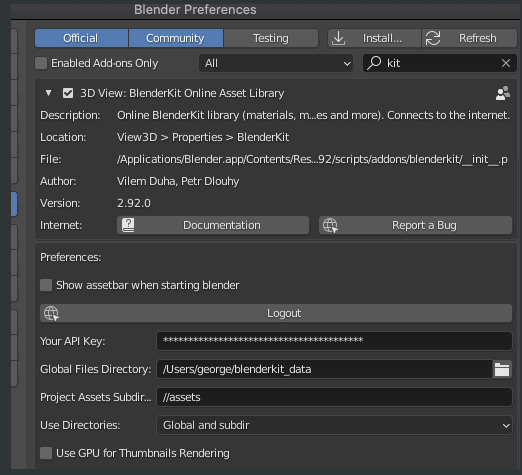 Blender Preferences
Official Community Testing Install... Refresh
Enabled Add-ons Only All kit
3D View: BlenderKit Online Asset Library
Description: Online BlenderKit library (materials, m...es and more). Connects to the internet.
Location: View3D > Properties > BlenderKit
File: /Applications/Blender.app/Contents/Res...92/scripts/addons/blenderkit/__init__.p
Author: Vilem Duha, Petr Dlouhy
Version: 2.92.0
Internet: Documentation Report a Bug
Preferences:
Show assetbar when starting blender
Logout
Your API Key: ****************************************
Global Files Directory: /Users/george/blenderkit_data
Project Assets Subdir... //assets
Use Directories: Global and subdir
Use GPU for Thumbnails Rendering